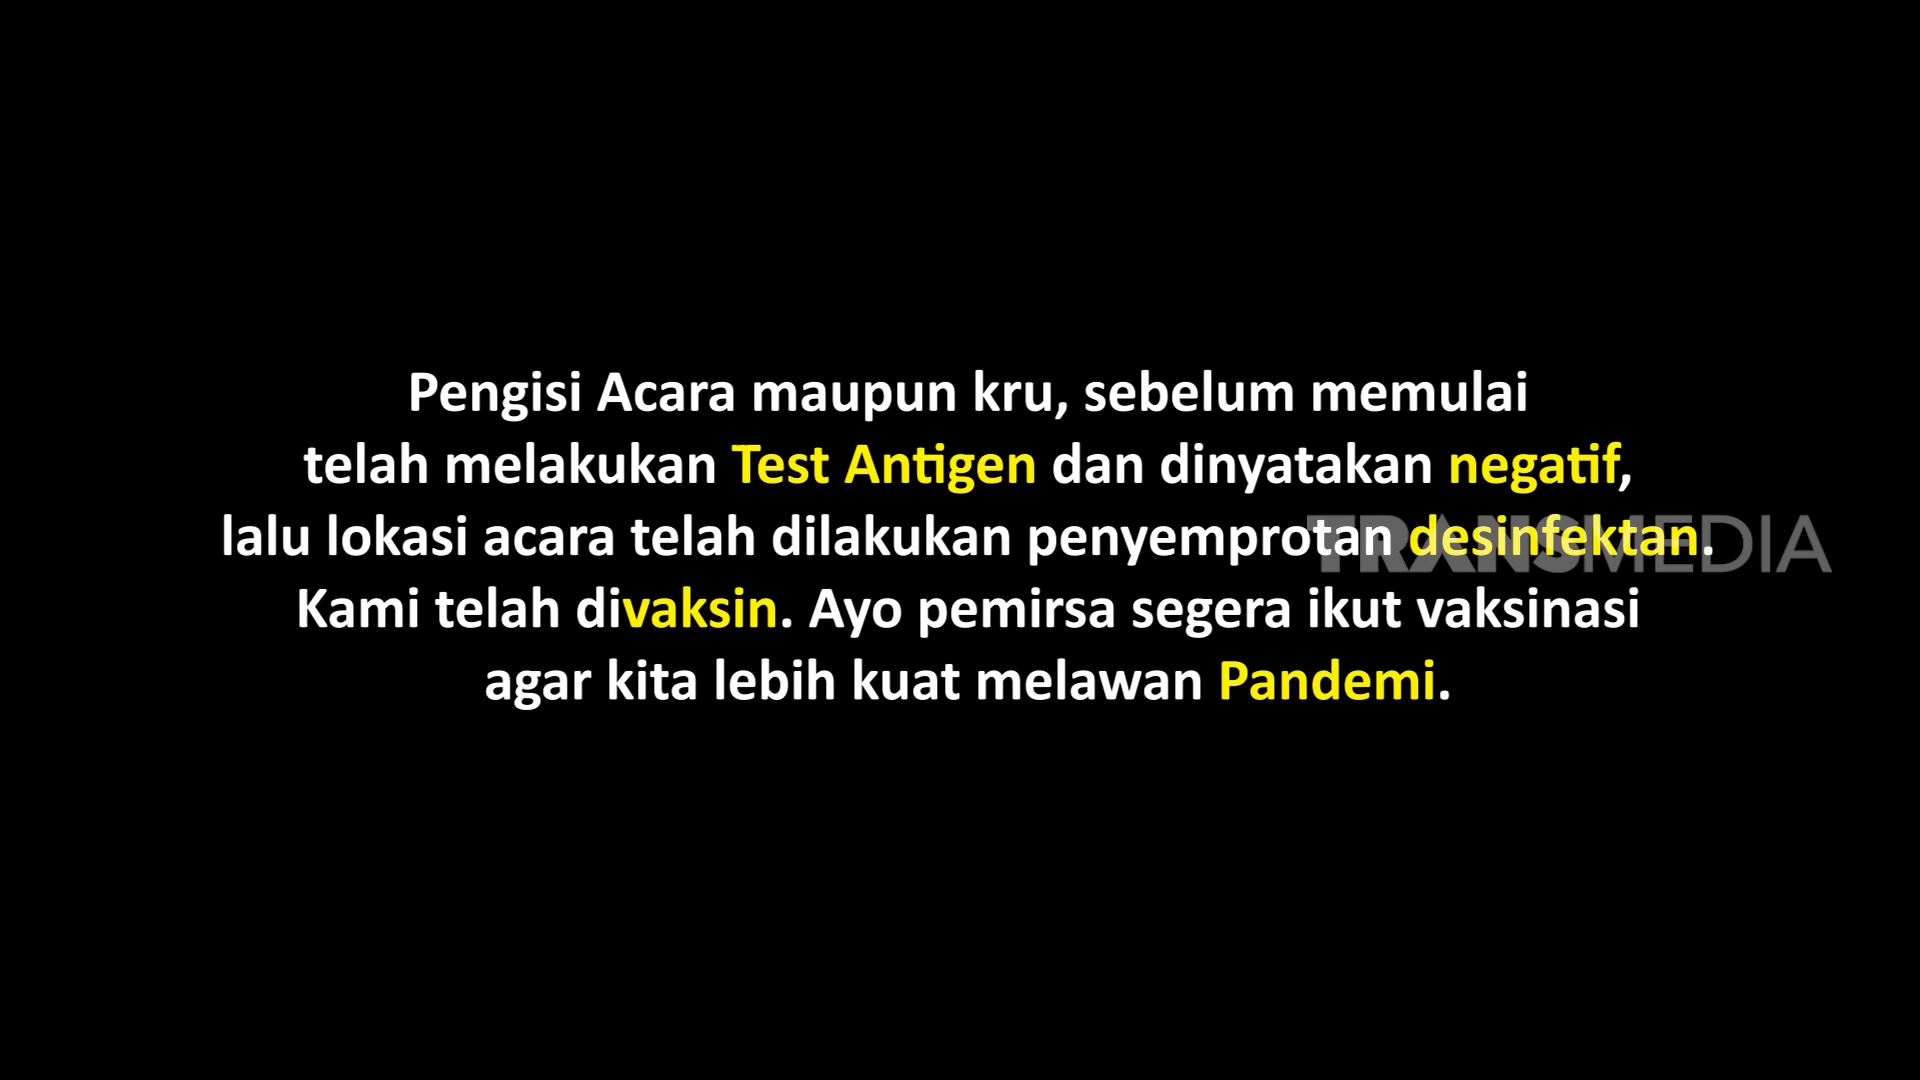 Pengisi Acara maupun kru, sebelum memulai
telah melakukan Test Antigen dan dinyatakan negatif,
lalu lokasi acara telah dilakukan penyemprotan desinfektan.
TRANSMEDIA
Kami telah divaksin. Ayo pemirsa segera ikut vaksinasi
agar kita lebih kuat melawan Pandemi.